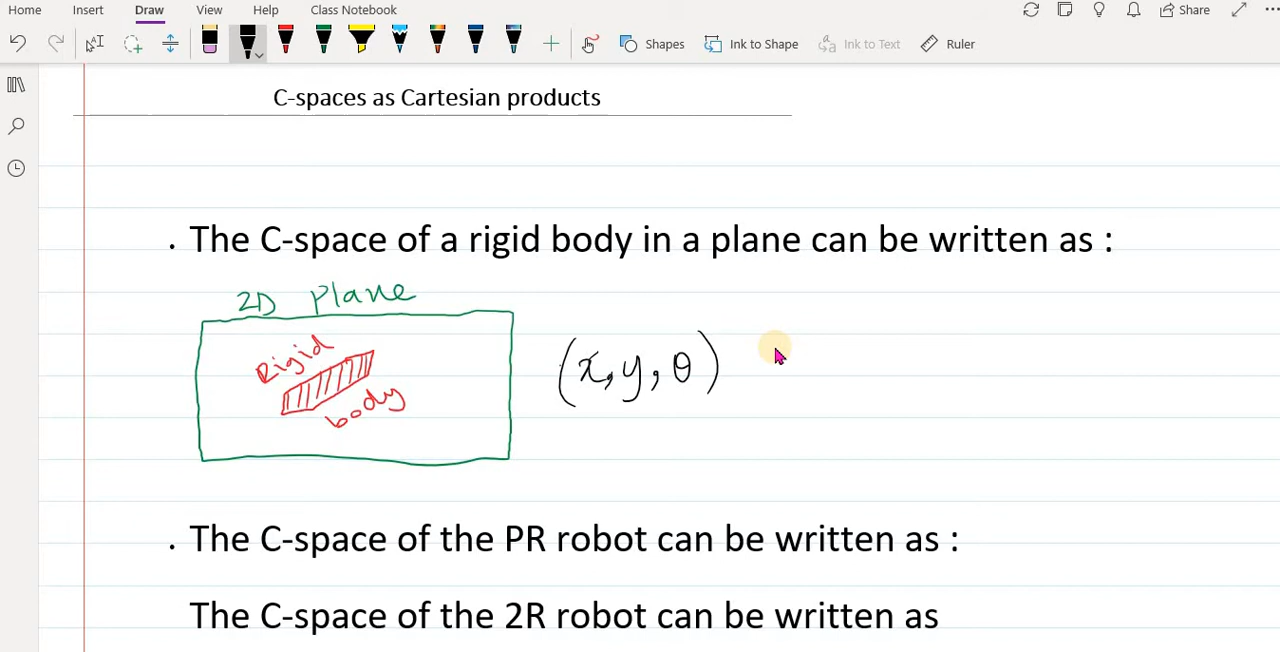 Home Insert Draw View Help Class Notebook Share
Shapes Ink to Shape Ink to Text Ruler
C-spaces as Cartesian products
. The C-space of a rigid body in a plane can be written as :
2D Plane
Rigid
body
(x, y, θ)
. The C-space of the PR robot can be written as :
The C-space of the 2R robot can be written as